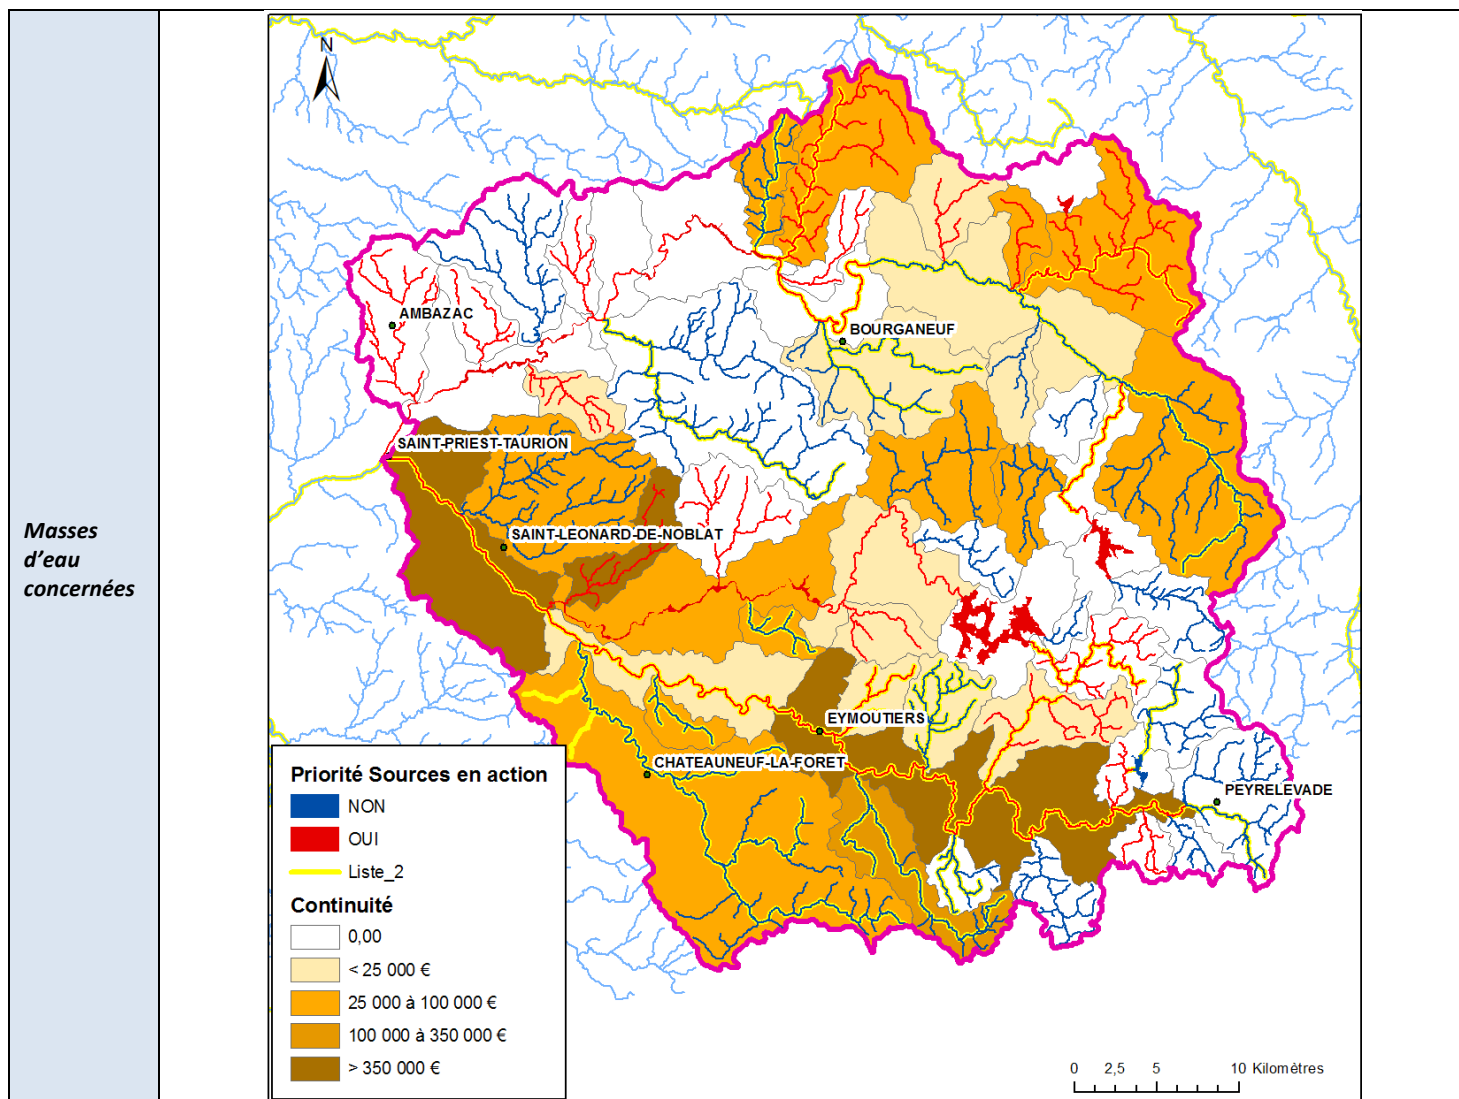 Masses
d’eau
concernées
N
AMBAZAC
BOURGANEUF
SAINT-PRIEST-TAURION
SAINT-LEONARD-DE-NOBLAT
EYMOUTIERS
CHATEAUNEUF-LA-FORET
PEYRELEVADE
Priorité Sources en action
NON
OUI
Liste_2
Continuité
0,00
< 25 000 €
25 000 à 100 000 €
100 000 à 350 000 €
> 350 000 €
0 2,5 5 10 Kilomètres